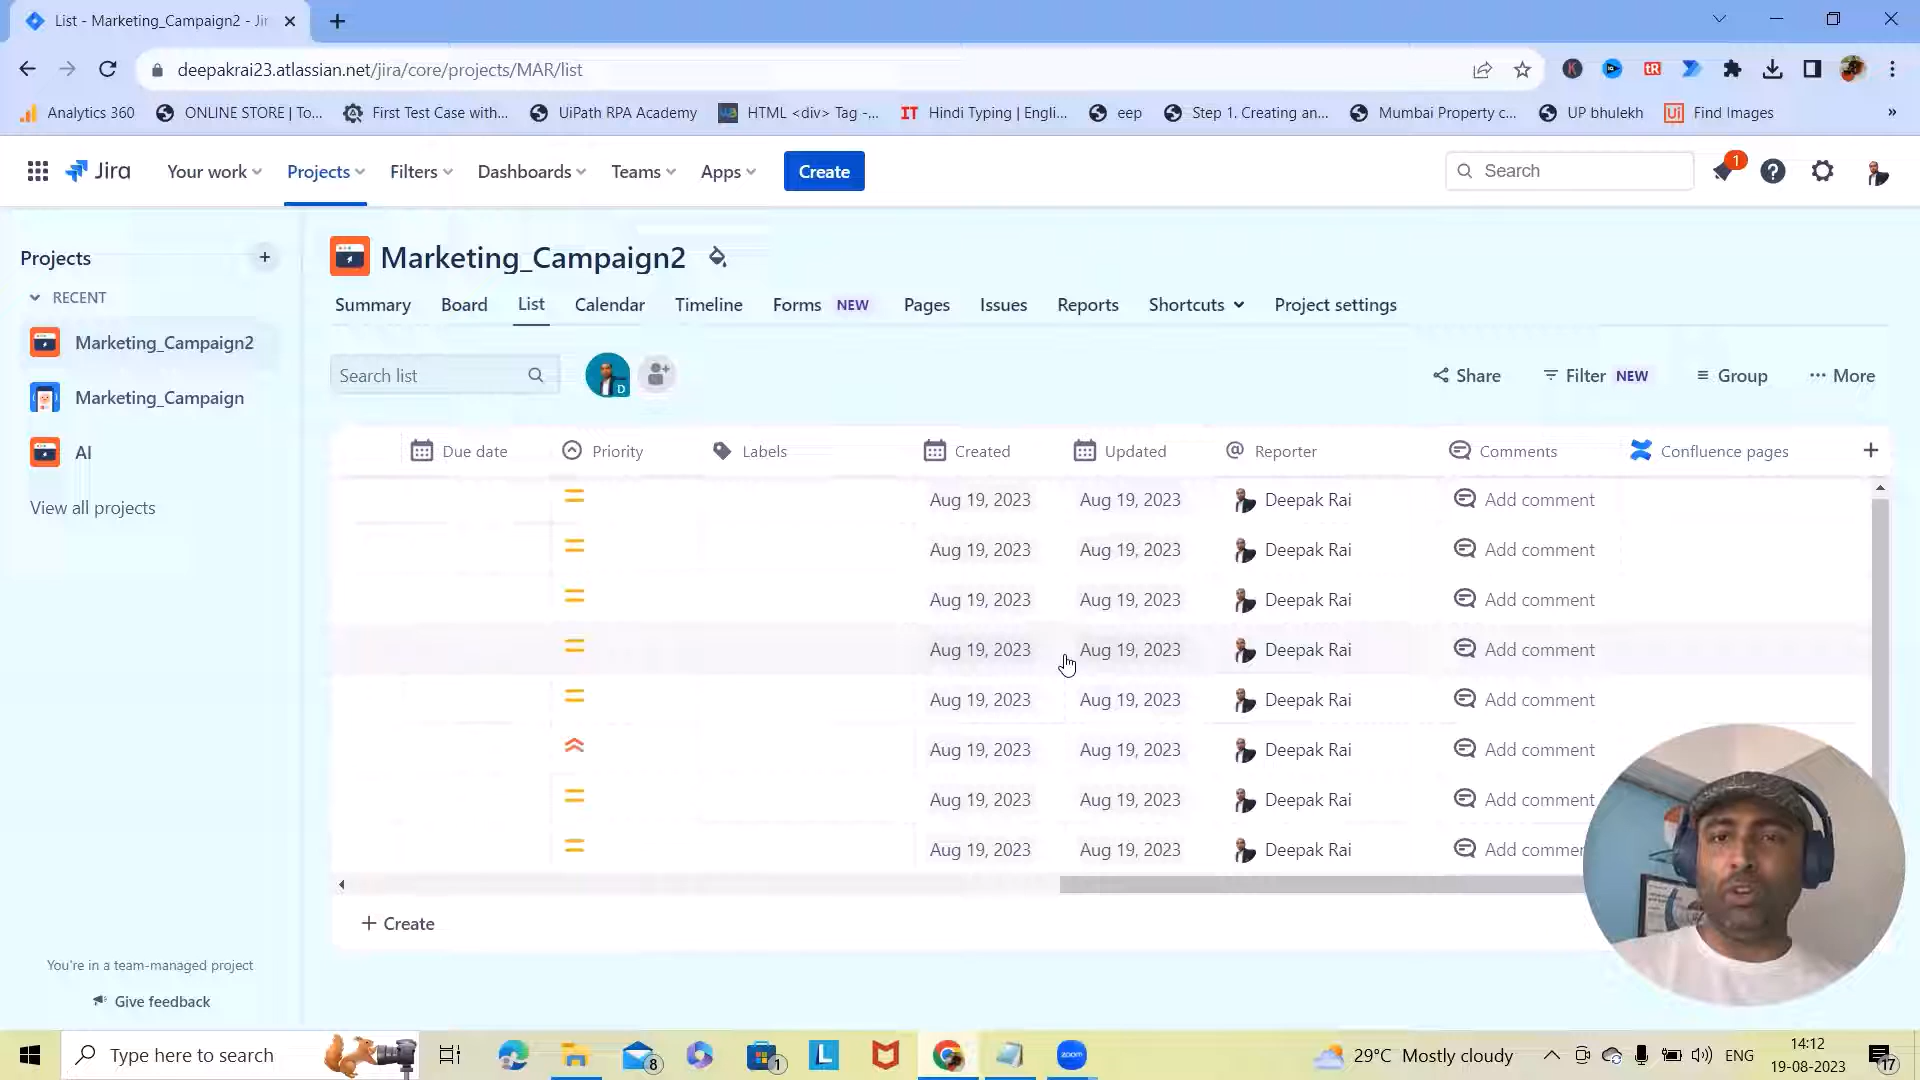 List - Marketing_Campaign2 - Jir
deepakrai23.atlassian.net/jira/core/projects/MAR/list
Analytics 360 ONLINE STORE | To... First Test Case with... UiPath RPA Academy HTML <div> Tag -... Hindi Typing | Engli... eep Step 1. Creating an... Mumbai Property c... UP bhulekh Find Images »
Jira Your work Projects Filters Dashboards Teams Apps Create Search 1
Projects +
RECENT
Marketing_Campaign2
Marketing_Campaign
AI
View all projects
You're in a team-managed project
Give feedback
Marketing_Campaign2
Summary Board List Calendar Timeline Forms NEW Pages Issues Reports Shortcuts Project settings
Search list D Share Filter NEW Group More
Due date Priority Labels Created Updated Reporter Comments Confluence pages +
Aug 19, 2023 Aug 19, 2023 Deepak Rai Add comment
Aug 19, 2023 Aug 19, 2023 Deepak Rai Add comment
Aug 19, 2023 Aug 19, 2023 Deepak Rai Add comment
Aug 19, 2023 Aug 19, 2023 Deepak Rai Add comment
Aug 19, 2023 Aug 19, 2023 Deepak Rai Add comment
Aug 19, 2023 Aug 19, 2023 Deepak Rai Add comment
Aug 19, 2023 Aug 19, 2023 Deepak Rai Add comment
Aug 19, 2023 Aug 19, 2023 Deepak Rai Add commer
+ Create
Type here to search 8 1 L zoom 29°C Mostly cloudy ENG 14:12
19-08-2023 17